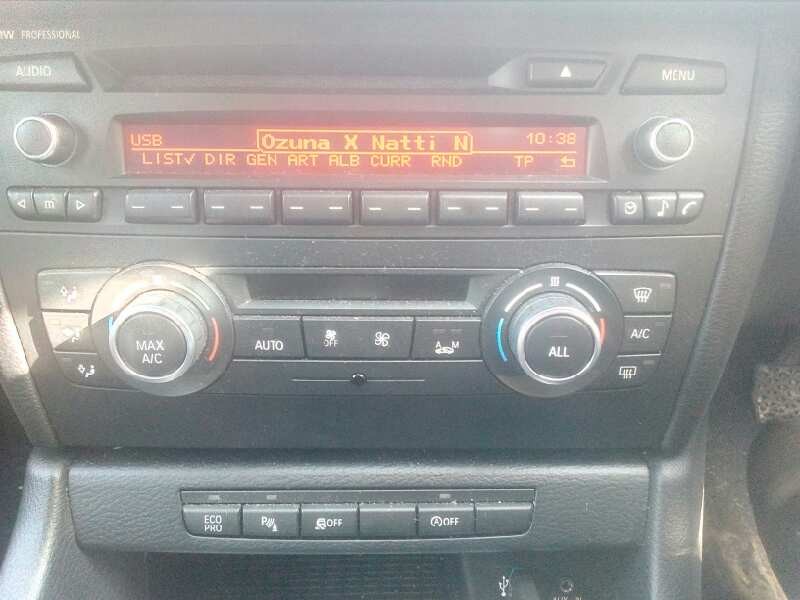 PROFESSIONAL
AUDIO
MENU
USB
Ozuna X Natti N
10:38
LIST✓ DIR GEN ART ALB CURR RND TP
m
MAX A/C
AUTO
OFF
A M
ALL
A/C
ECO PRO
P
OFF
OFF